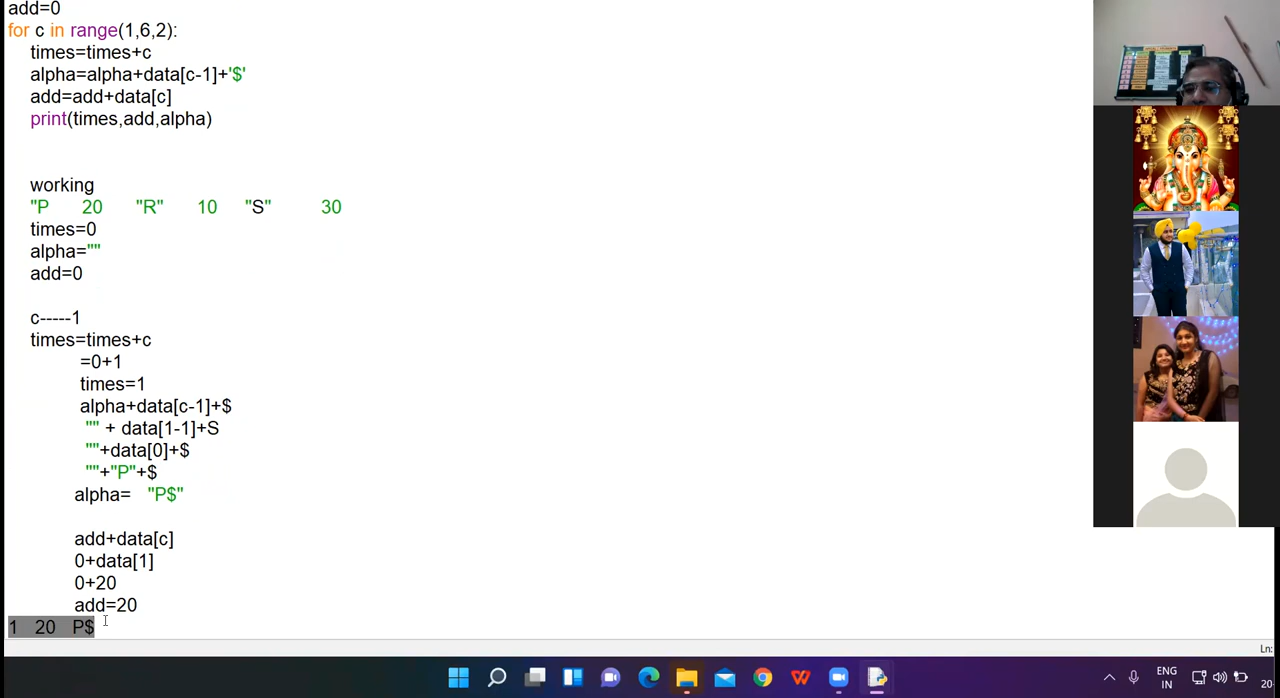 add=0
for c in range(1,6,2):
times=times+c
alpha=alpha+data[c-1]+'$'
add=add+data[c]
print(times,add,alpha)
working
"P 20 "R" 10 "S" 30
times=0
alpha=""
add=0
c-----1
times=times+c
=0+1
times=1
alpha+data[c-1]+$
"" + data[1-1]+S
""+data[0]+$
""+"P"+$
alpha= "P$"
add+data[c]
0+data[1]
0+20
add=20
1 20 P$
Ln:
ENG
IN
20